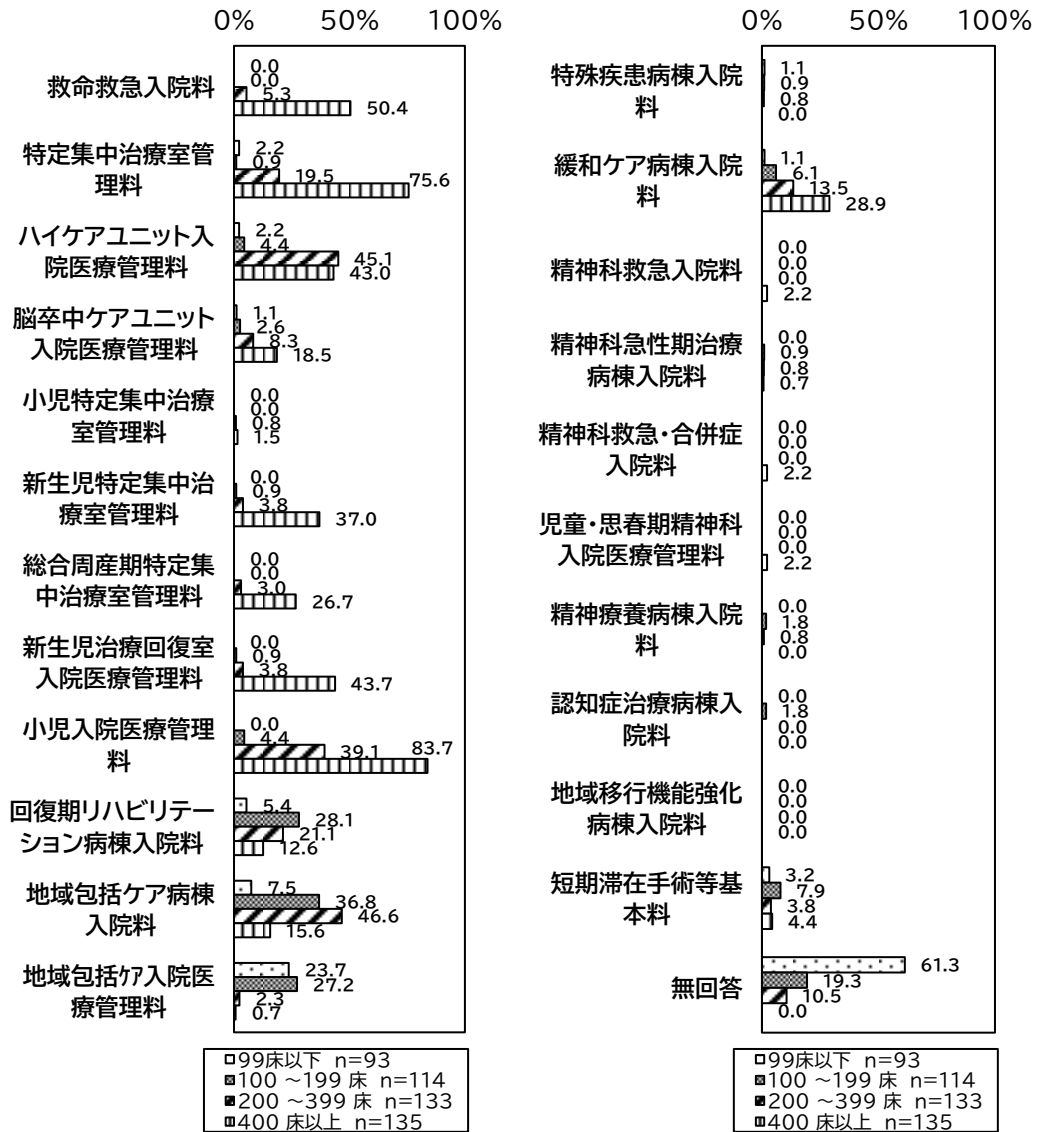 0% 50% 100%
救命救急入院料
0.0
0.0
5.3
50.4
特定集中治療室管
理料
2.2
0.9
19.5
75.6
ハイケアユニット入
院医療管理料
2.2
4.4
45.1
43.0
脳卒中ケアユニット
入院医療管理料
1.1
2.6
8.3
18.5
小児特定集中治療
室管理料
0.0
0.0
0.8
1.5
新生児特定集中治
療室管理料
0.0
0.9
3.8
37.0
総合周産期特定集
中治療室管理料
0.0
0.0
3.0
26.7
新生児治療回復室
入院医療管理料
0.0
0.9
3.8
43.7
小児入院医療管理
料
0.0
4.4
39.1
83.7
回復期リハビリテー
ション病棟入院料
5.4
28.1
21.1
12.6
地域包括ケア病棟
入院料
7.5
36.8
46.6
15.6
地域包括ｹｱ入院医
療管理料
23.7
27.2
2.3
0.7
99床以下 n=93
100 ～199 床 n=114
200 ～399 床 n=133
400 床以上 n=135
0% 50% 100%
特殊疾患病棟入院
料
1.1
0.9
0.8
0.0
緩和ケア病棟入院
料
1.1
6.1
13.5
28.9
精神科救急入院料
0.0
0.0
0.0
2.2
精神科急性期治療
病棟入院料
0.0
0.9
0.8
0.7
精神科救急・合併症
入院料
0.0
0.0
0.0
2.2
児童・思春期精神科
入院医療管理料
0.0
0.0
0.0
2.2
精神療養病棟入院
料
0.0
1.8
0.8
0.0
認知症治療病棟入
院料
0.0
1.8
0.0
0.0
地域移行機能強化
病棟入院料
0.0
0.0
0.0
0.0
短期滞在手術等基
本料
3.2
7.9
3.8
4.4
無回答
61.3
19.3
10.5
0.0
99床以下 n=93
100 ～199 床 n=114
200 ～399 床 n=133
400 床以上 n=135